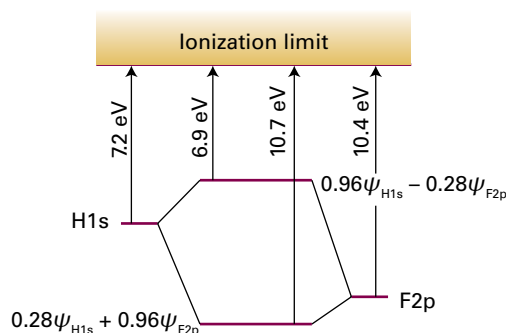 Ionization limit
7.2 eV
6.9 eV
10.7 eV
10.4 eV
0.96ψH1s – 0.28ψF2p
H1s
F2p
0.28ψH1s + 0.96ψF2p